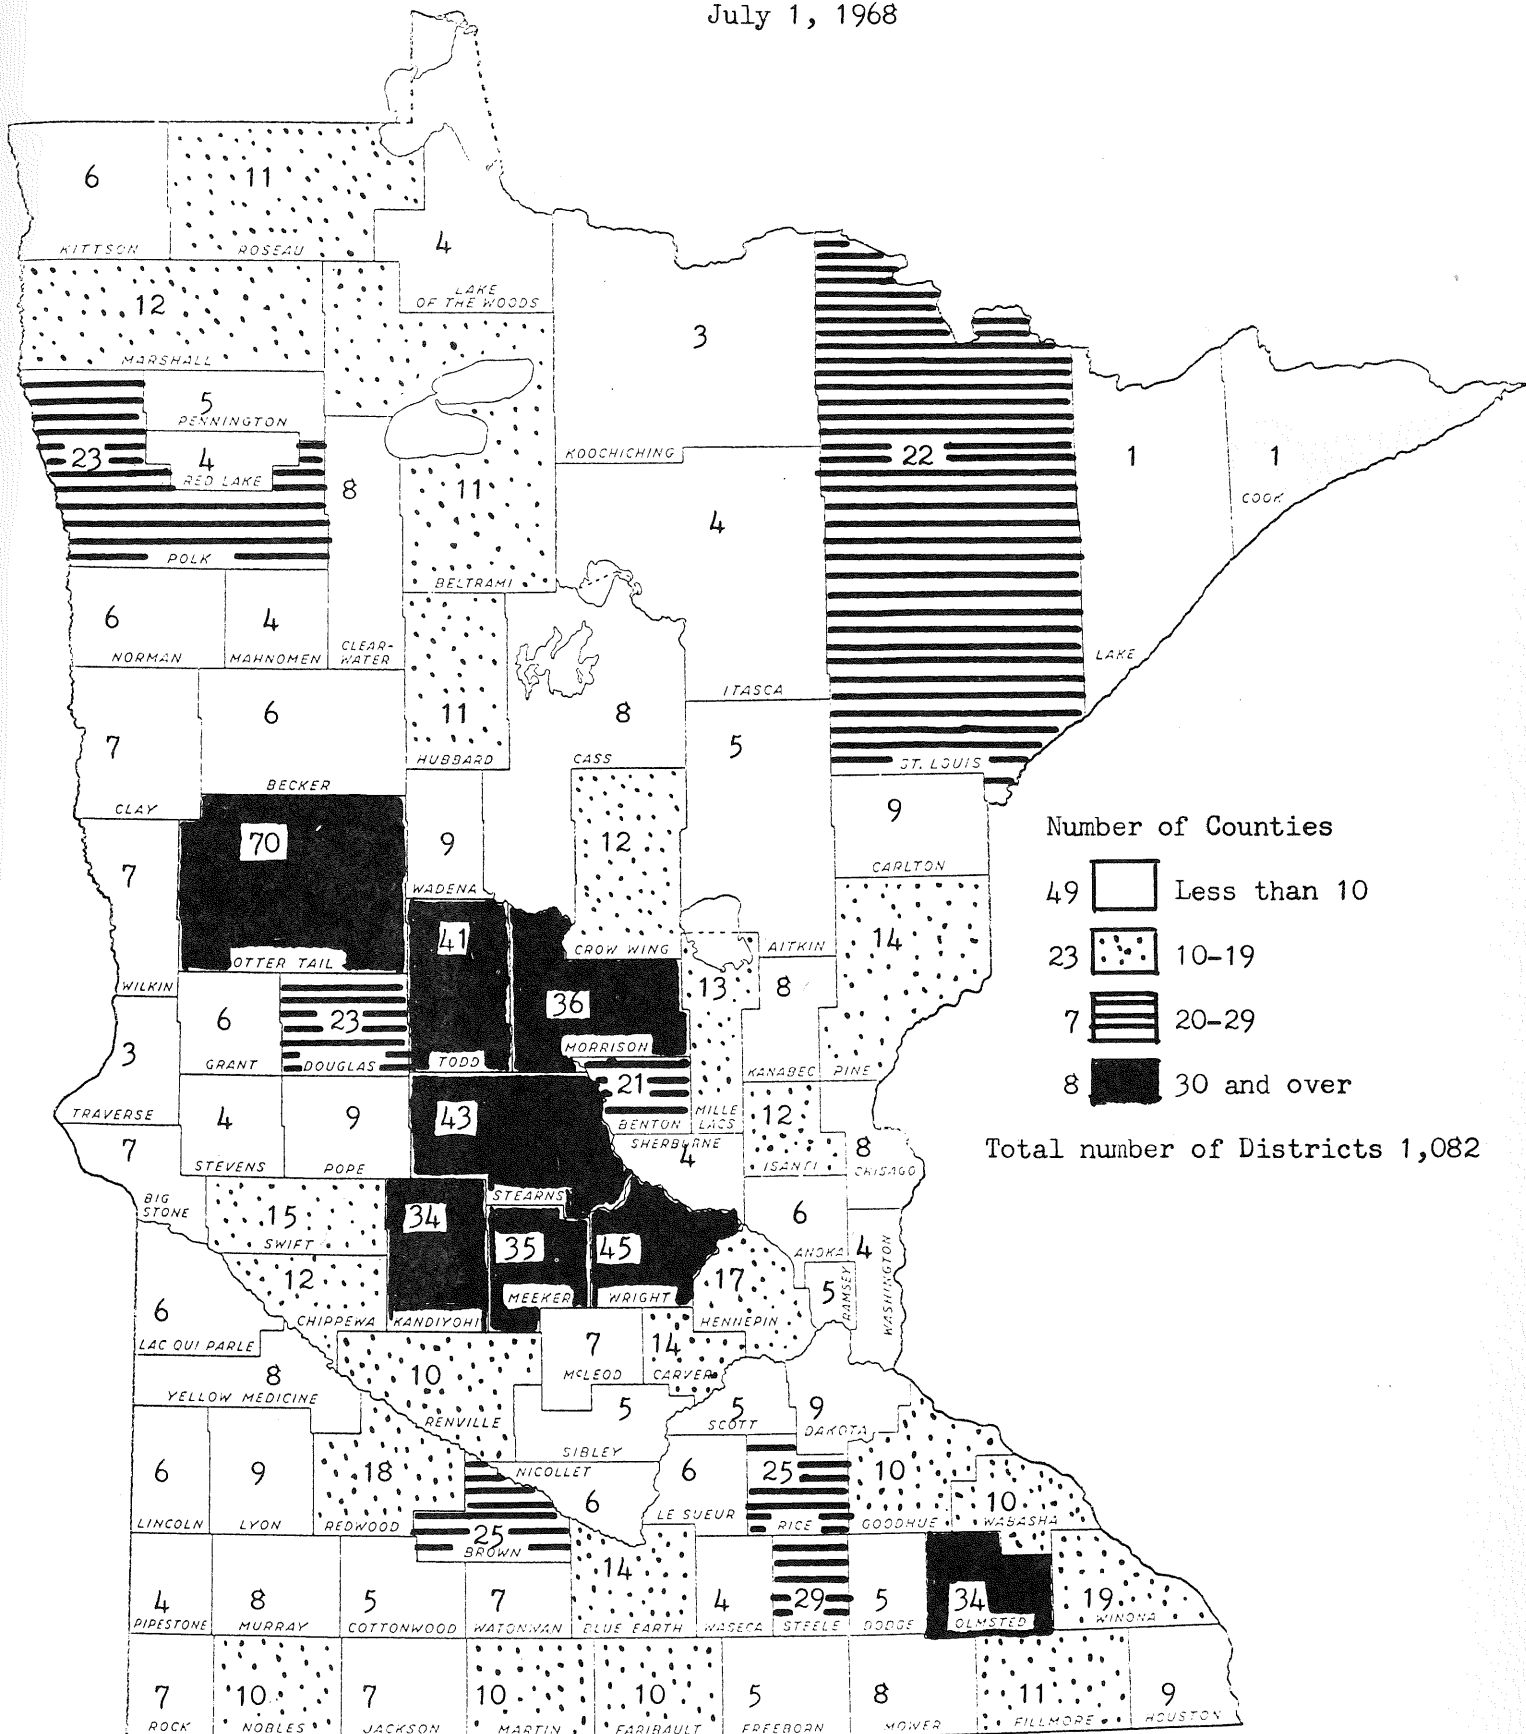 July 1, 1968
6
KITTSON
11
ROSEAU
4
LAKE
OF THE WOODS
12
MARSHALL
3
KOOCHICHING
5
PENNINGTON
23
POLK
4
RED LAKE
8
CLEAR-
WATER
11
BELTRAMI
22
ST. LOUIS
1
LAKE
1
COOK
4
ITASCA
6
NORMAN
4
MAHNOMEN
11
HUBBARD
8
CASS
5
AITKIN
7
CLAY
6
BECKER
70
OTTER TAIL
9
WADENA
12
CROW WING
9
CARLTON
7
WILKIN
41
TODD
36
MORRISON
13
MILLE
LACS
8
KANABEC
14
PINE
Number of Counties
49 Less than 10
23 10-19
7 20-29
8 30 and over
Total number of Districts 1,082
3
TRAVERSE
6
GRANT
23
DOUGLAS
21
BENTON
12
ISANTI
8
CHISAGO
7
BIG
STONE
4
STEVENS
9
POPE
43
STEARNS
SHERBURNE
4
15
SWIFT
34
KANDIYOHI
35
MEEKER
45
WRIGHT
6
ANOKA
4
WASHINGTON
17
HENNEPIN
5
RAMSEY
6
LAC QUI PARLE
12
CHIPPEWA
8
YELLOW MEDICINE
10
RENVILLE
7
McLEOD
14
CARVER
5
SIBLEY
5
SCOTT
9
DAKOTA
6
LINCOLN
9
LYON
18
REDWOOD
25
BROWN
NICOLLET
6
6
LE SUEUR
25
RICE
10
GOODHUE
10
WABASHA
4
PIPESTONE
8
MURRAY
5
COTTONWOOD
7
WATONWAN
14
BLUE EARTH
4
WASECA
29
STEELE
5
DODGE
34
OLMSTED
19
WINONA
7
ROCK
10
NOBLES
7
JACKSON
10
MARTIN
10
FARIBAULT
5
FREEBORN
8
MOWER
11
FILLMORE
9
HOUSTON